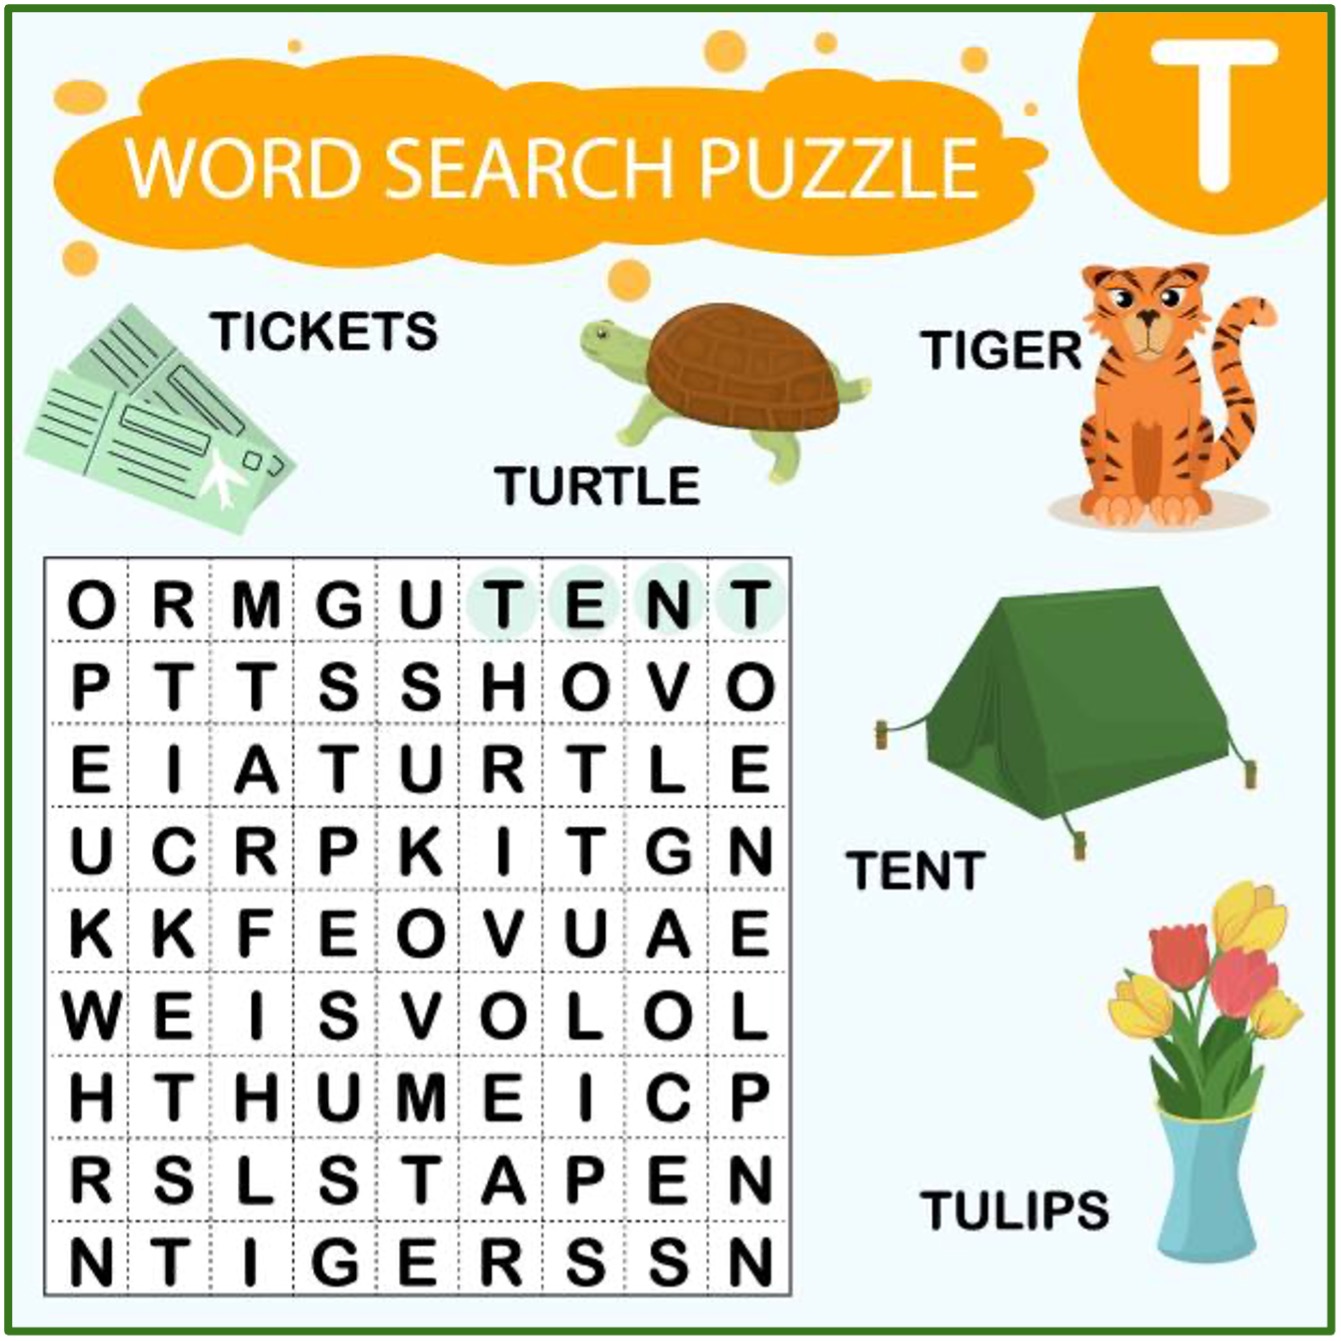 WORD SEARCH PUZZLE
T
TICKETS
TIGER
TURTLE
O R M G U T E N T
P T T S S H O V O
E I A T U R T L E
U C R P K I T G N
K K F E O V U A E
W E I S V O L O L
H T H U M E I C P
R S L S T A P E N
N T I G E R S S N
TENT
TULIPS